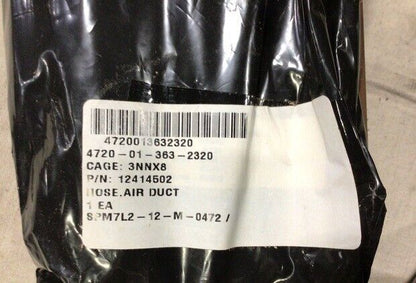 4720013632320
4720-01-363-2320
CAGE: 3NNX8
P/N: 12414502
HOSE,AIR DUCT
1 EA
SPM7L2-12-M-0472 /